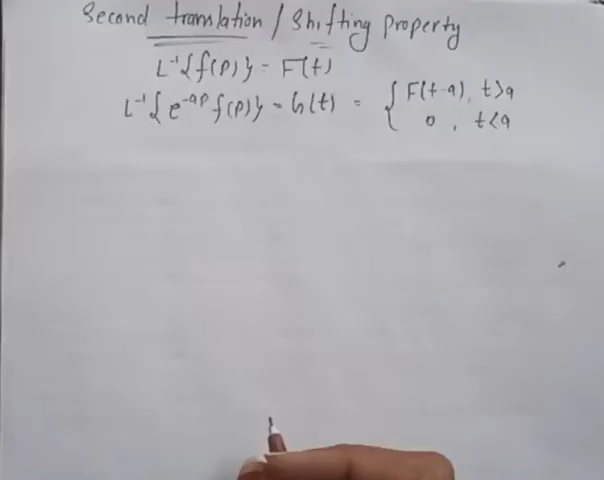 Second translation / Shifting property
L⁻¹{f(p)} = F(t)
L⁻¹{e⁻ᵃᵖ f(p)} = G(t) = { F(t-a), t>a
0 , t<a